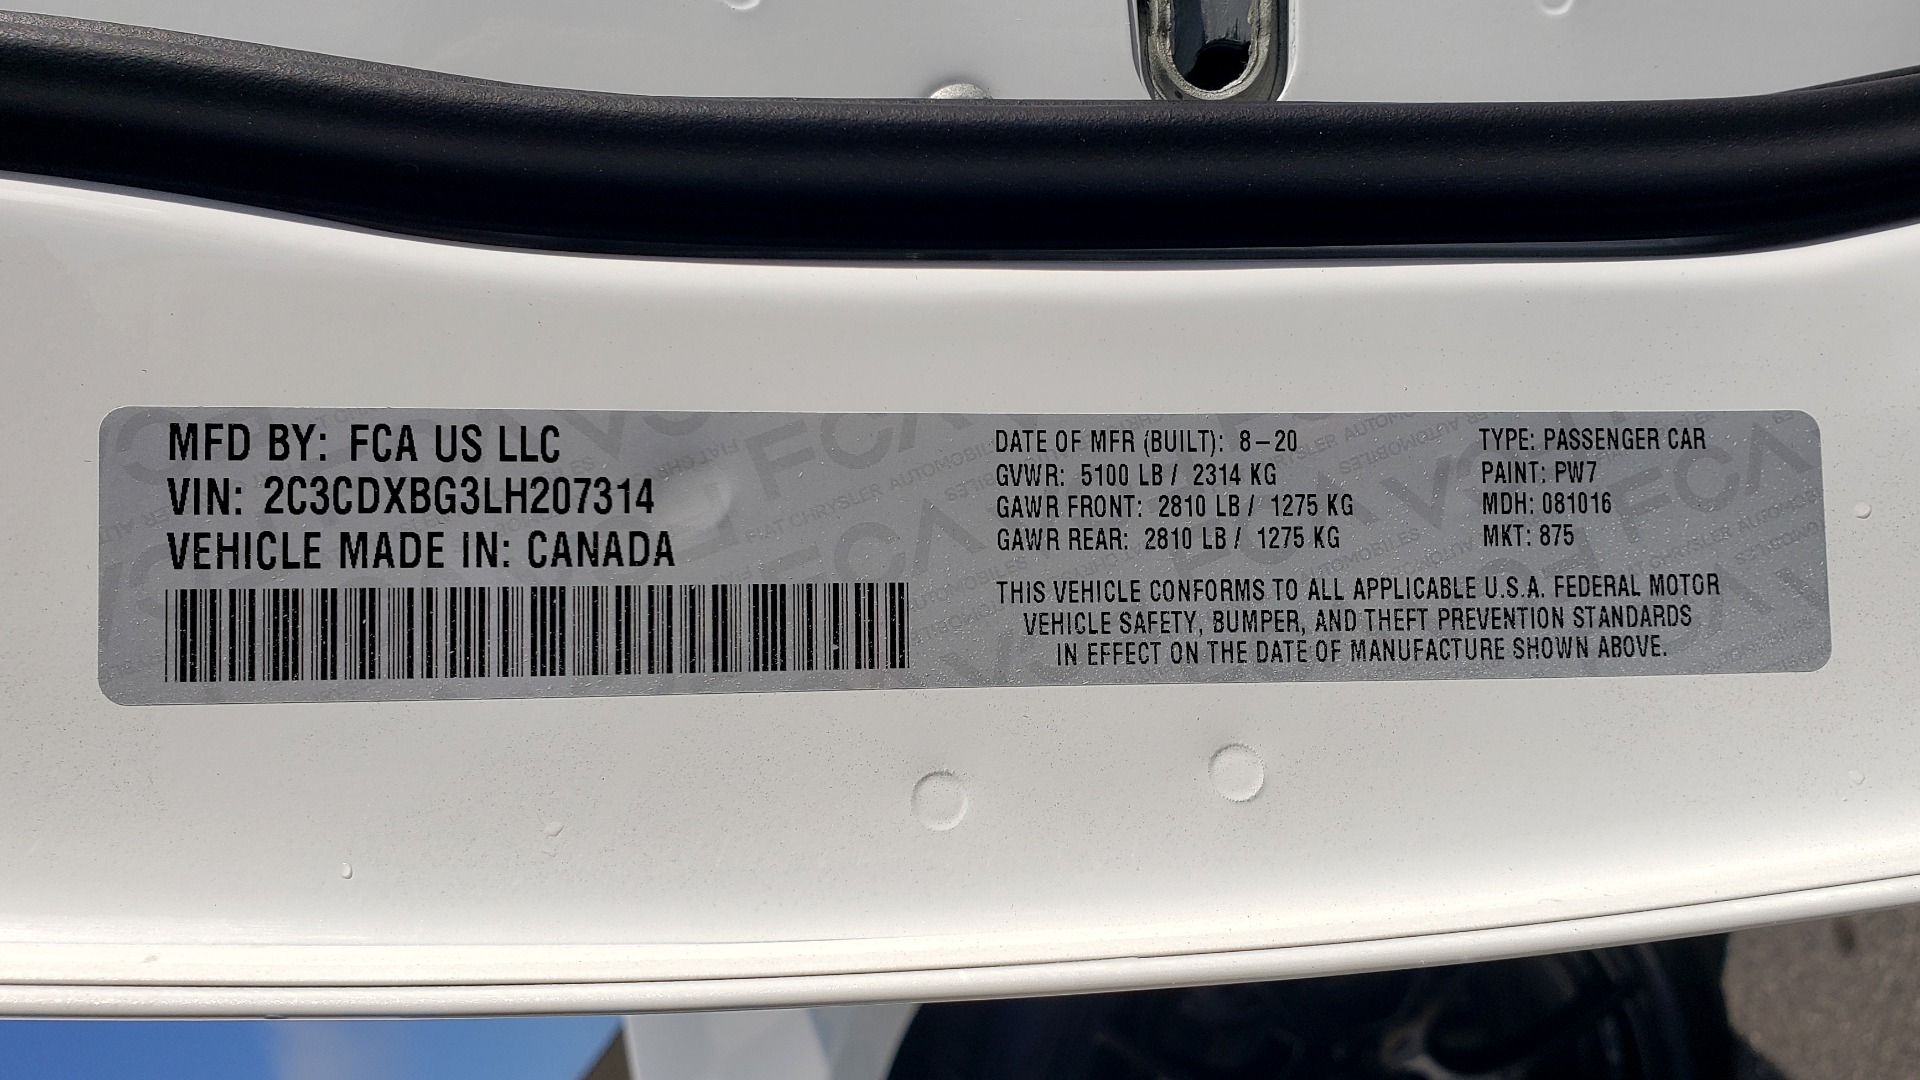 MFD BY: FCA US LLC
VIN: 2C3CDXBG3LH207314
VEHICLE MADE IN: CANADA
DATE OF MFR (BUILT): 8-20
GVWR: 5100 LB / 2314 KG
GAWR FRONT: 2810 LB / 1275 KG
GAWR REAR: 2810 LB / 1275 KG
TYPE: PASSENGER CAR
PAINT: PW7
MDH: 081016
MKT: 875
THIS VEHICLE CONFORMS TO ALL APPLICABLE U.S.A. FEDERAL MOTOR
VEHICLE SAFETY, BUMPER, AND THEFT PREVENTION STANDARDS
IN EFFECT ON THE DATE OF MANUFACTURE SHOWN ABOVE.